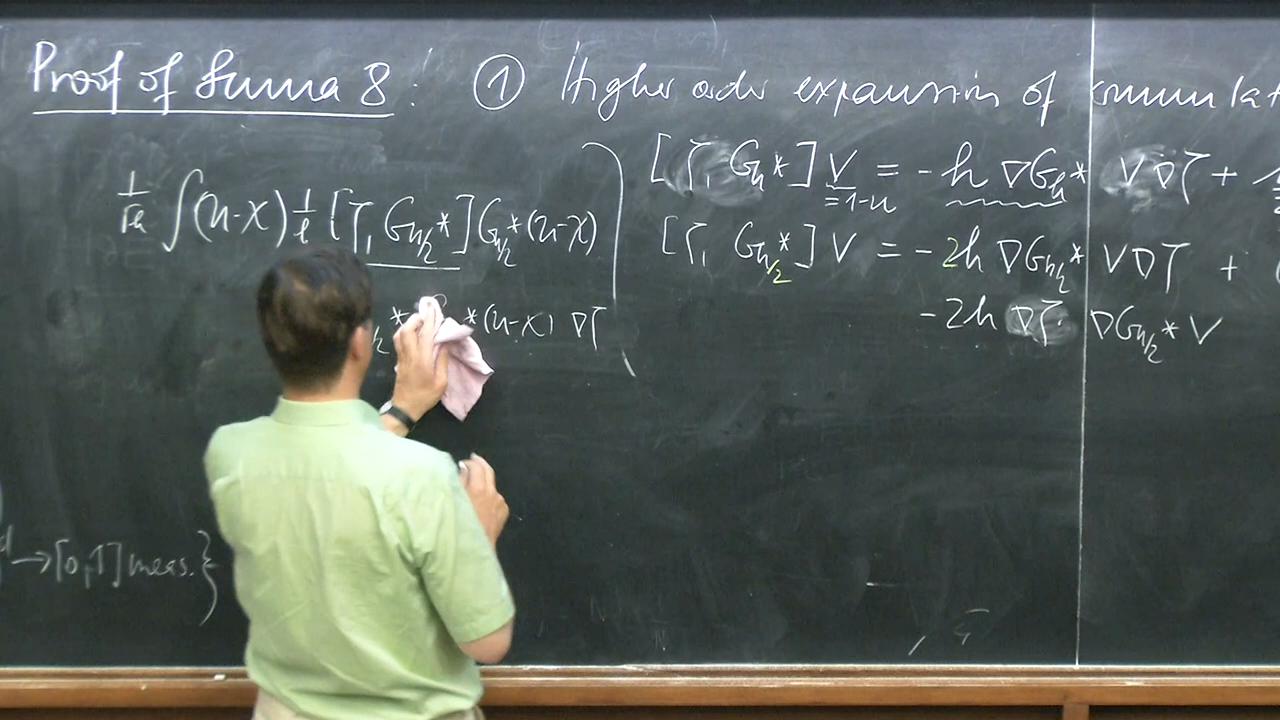 Proof of Lemma 8 : ① Higher order expansion of commutat
[ζ, G_h*] V = - h ∇G_h* V∇ζ +
=1-u
1/√h ∫(u-χ) 1/h [ζ, G_{h/2}*] G_{h/2}*(u-χ)
[ζ, G_{h/2}*] V = - 2h ∇G_{h/2}* V∇ζ +
*(u-χ) ∇ζ
- 2h ∇ζ· ∇G_{h/2}* V
→[0,1] meas.}